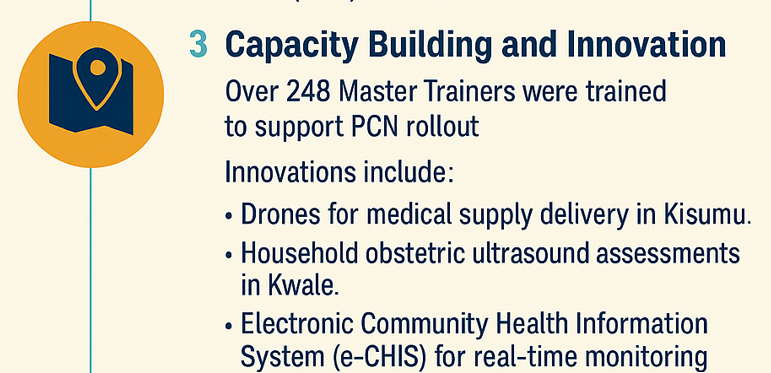 3 Capacity Building and Innovation
Over 248 Master Trainers were trained
to support PCN rollout
Innovations include:
• Drones for medical supply delivery in Kisumu.
• Household obstetric ultrasound assessments
in Kwale.
• Electronic Community Health Information
System (e-CHIS) for real-time monitoring